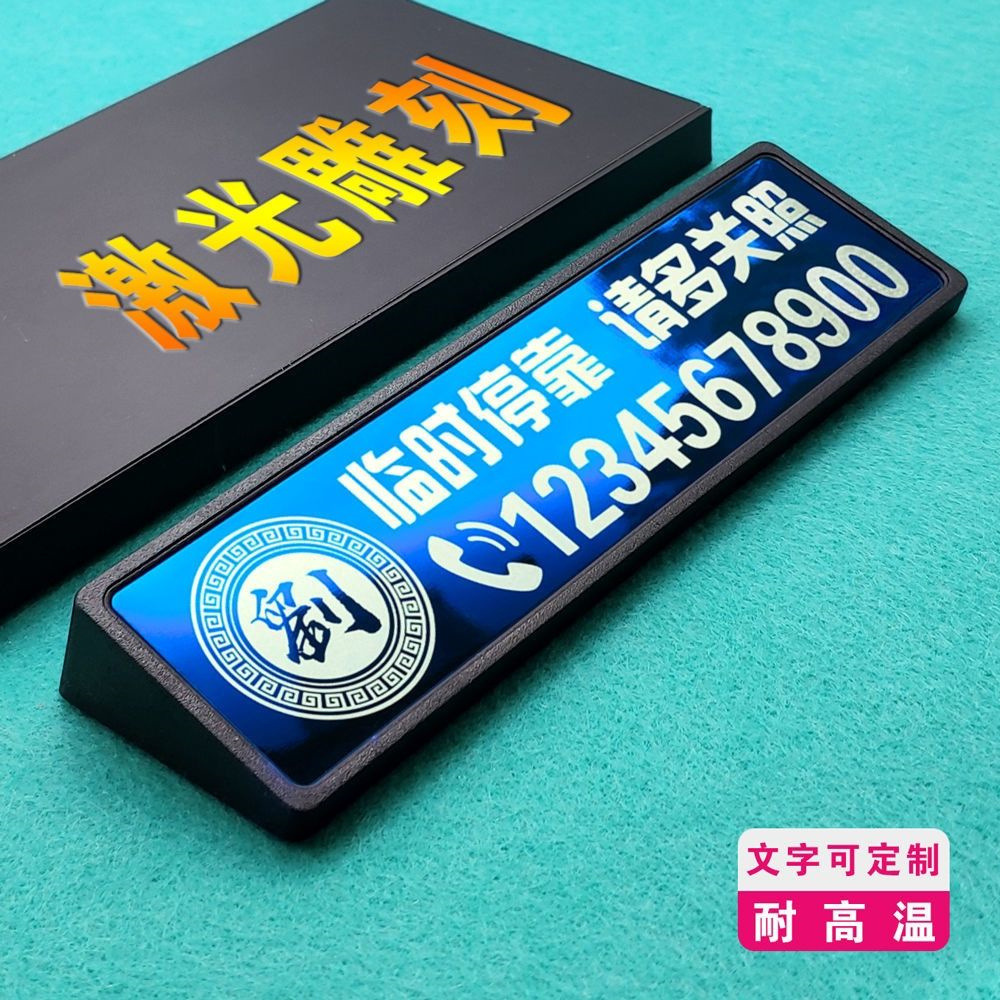 激光雕刻
临时停靠 请多关照
12345678900
劉
文字可定制
耐高温